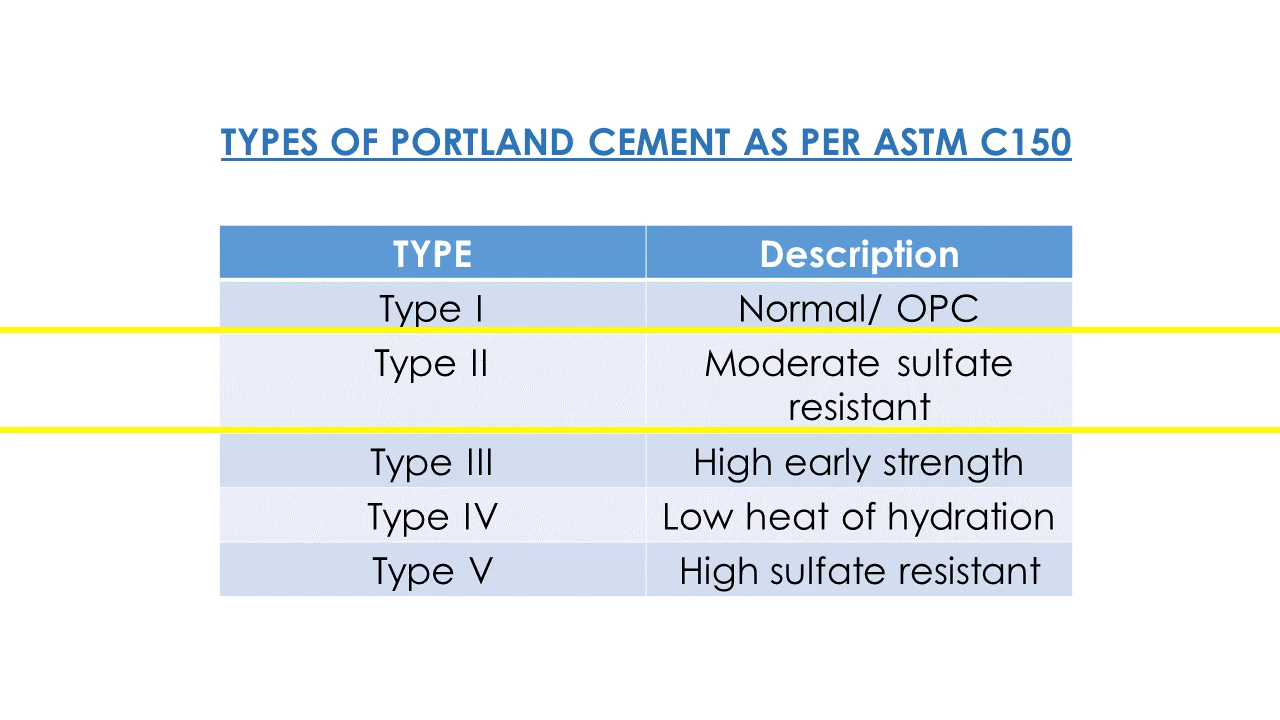 TYPES OF PORTLAND CEMENT AS PER ASTM C150
TYPE Description
Type I Normal/ OPC
Type II Moderate sulfate
resistant
Type III High early strength
Type IV Low heat of hydration
Type V High sulfate resistant